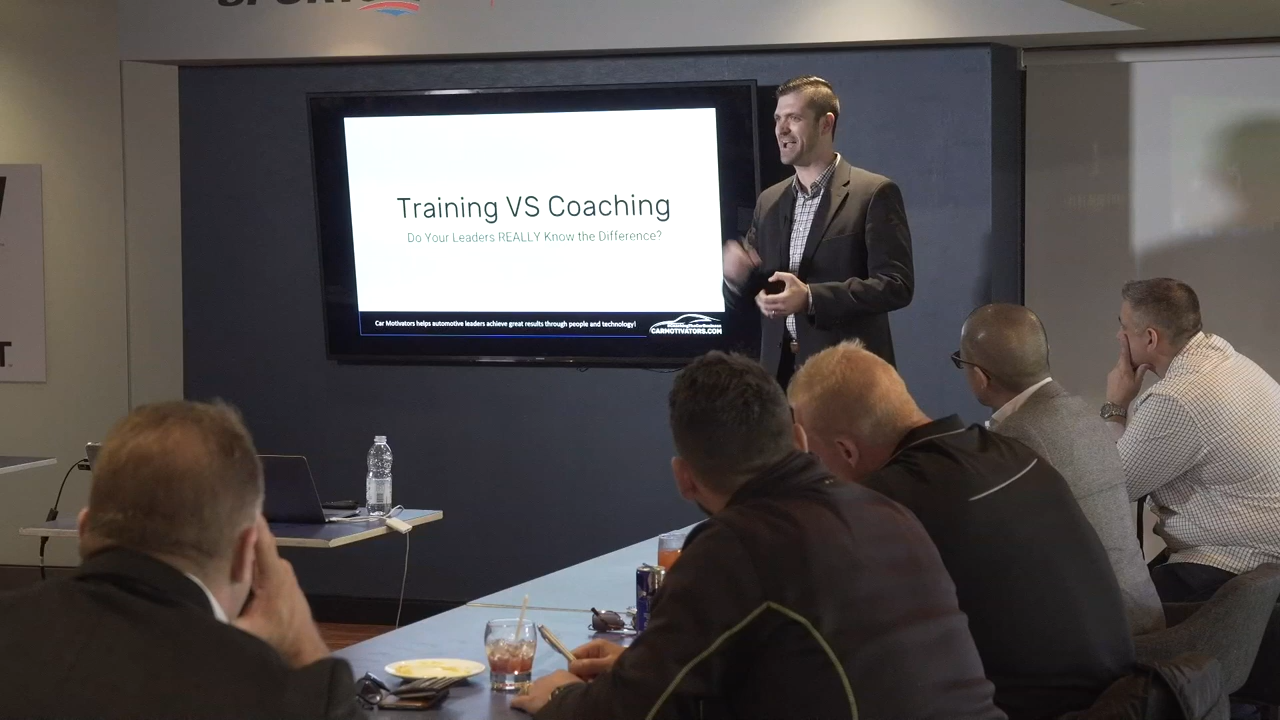 Training VS Coaching
Do Your Leaders REALLY Know the Difference?
Car Motivators helps automotive leaders achieve great results through people and technology!
CARMOTIVATORS.COM